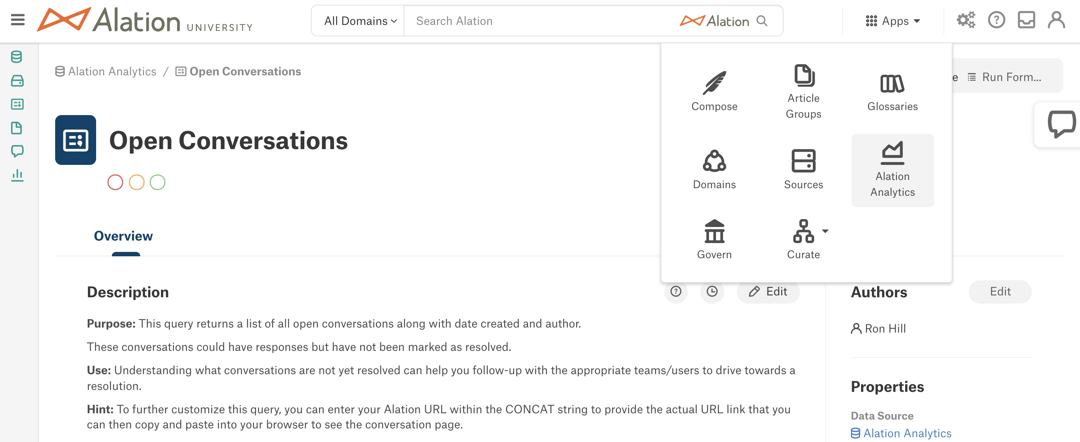 Alation UNIVERSITY
All Domains
Search Alation
Alation
Apps
Compose
Article
Groups
Glossaries
Domains
Sources
Alation
Analytics
Govern
Curate
Alation Analytics / Open Conversations
Run Form...
Open Conversations
Overview
Description
Edit
Purpose: This query returns a list of all open conversations along with date created and author.
These conversations could have responses but have not been marked as resolved.
Use: Understanding what conversations are not yet resolved can help you follow-up with the appropriate teams/users to drive towards a
resolution.
Hint: To further customize this query, you can enter your Alation URL within the CONCAT string to provide the actual URL link that you
can then copy and paste into your browser to see the conversation page.
Authors
Edit
Ron Hill
Properties
Data Source
Alation Analytics